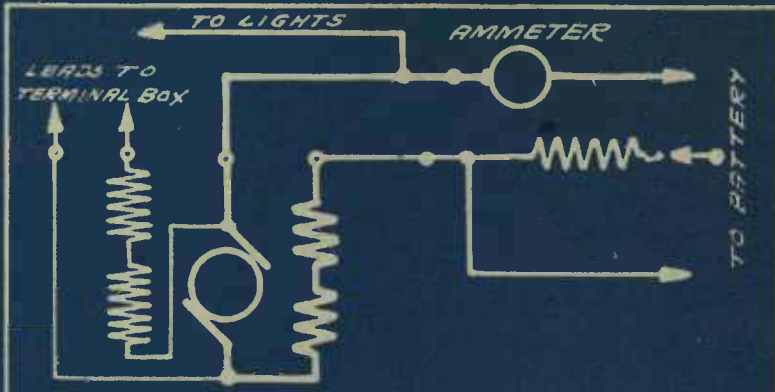 TO LIGHTS
AMMETER
LEADS TO
TERMINAL BOX
TO BATTERY